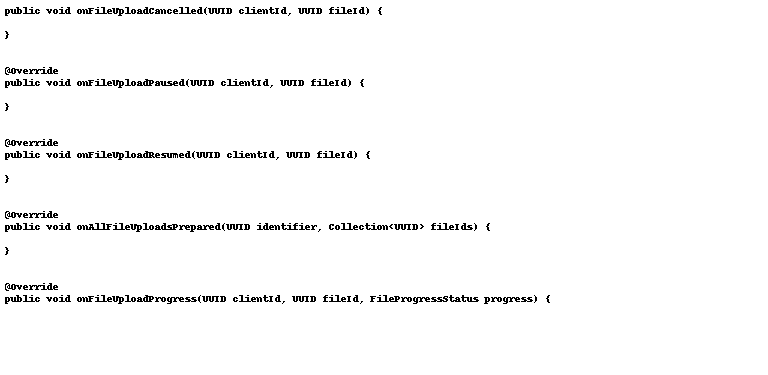 public void onFileUploadCancelled(UUID clientId, UUID fileId) {
}
@Override
public void onFileUploadPaused(UUID clientId, UUID fileId) {
}
@Override
public void onFileUploadResumed(UUID clientId, UUID fileId) {
}
@Override
public void onAllFileUploadsPrepared(UUID identifier, Collection<UUID> fileIds) {
}
@Override
public void onFileUploadProgress(UUID clientId, UUID fileId, FileProgressStatus progress) {